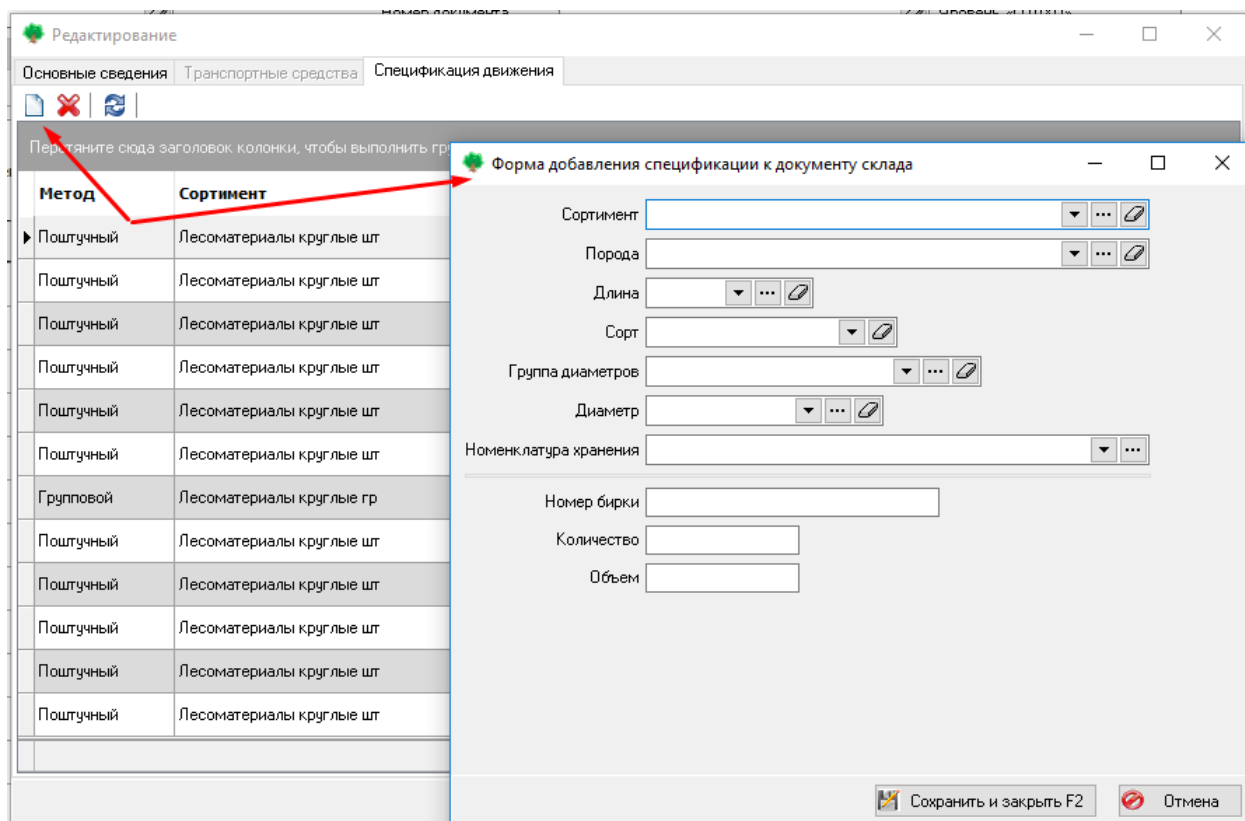 Номер документа
Редактирование
Основные сведения Транспортные средства Спецификация движения
Перетяните сюда заголовок колонки, чтобы выполнить
Метод Сортимент
Поштучный Лесоматериалы круглые шт
Поштучный Лесоматериалы круглые шт
Поштучный Лесоматериалы круглые шт
Поштучный Лесоматериалы круглые шт
Поштучный Лесоматериалы круглые шт
Поштучный Лесоматериалы круглые шт
Групповой Лесоматериалы круглые гр
Поштучный Лесоматериалы круглые шт
Поштучный Лесоматериалы круглые шт
Поштучный Лесоматериалы круглые шт
Поштучный Лесоматериалы круглые шт
Поштучный Лесоматериалы круглые шт
Форма добавления спецификации к документу склада
Сортимент
Порода
Длина
Сорт
Группа диаметров
Диаметр
Номенклатура хранения
Номер бирки
Количество
Объем
Сохранить и закрыть F2 Отмена